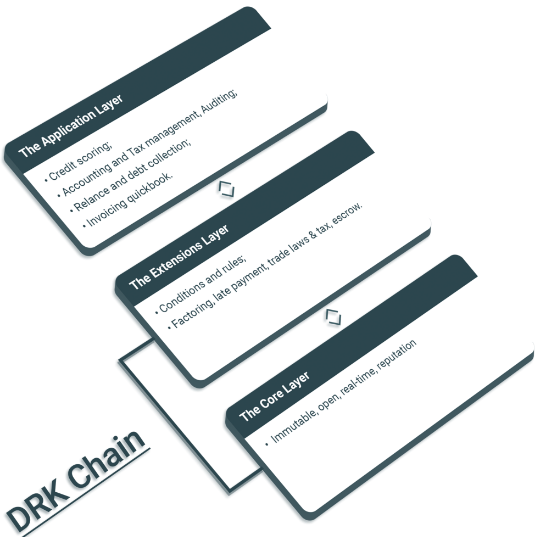 The Application Layer
• Credit scoring;
• Accounting and Tax management, Auditing;
• Relance and debt collection;
• Invoicing quickbook.
The Extensions Layer
• Conditions and rules;
• Factoring, late payment, trade laws & tax, escrow.
The Core Layer
• Immutable, open, real-time, reputation
DRK Chain